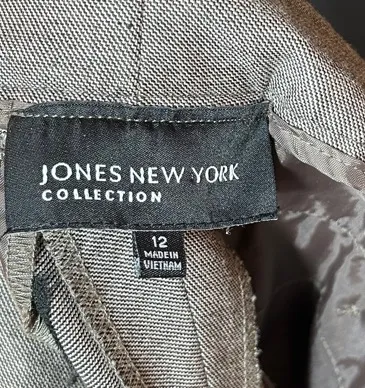 JONES NEW YORK
COLLECTION
12
MADE IN
VIETNAM